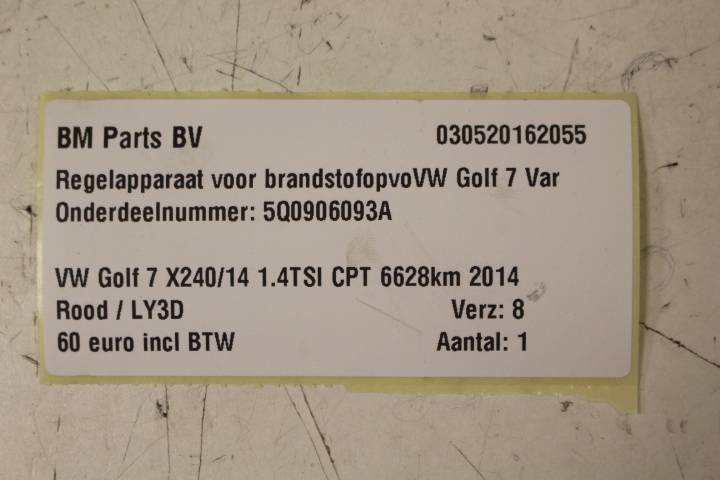 BM Parts BV 030520162055
Regelapparaat voor brandstofopvoVW Golf 7 Var
Onderdeelnummer: 5Q0906093A
VW Golf 7 X240/14 1.4TSI CPT 6628km 2014
Rood / LY3D Verz: 8
60 euro incl BTW Aantal: 1